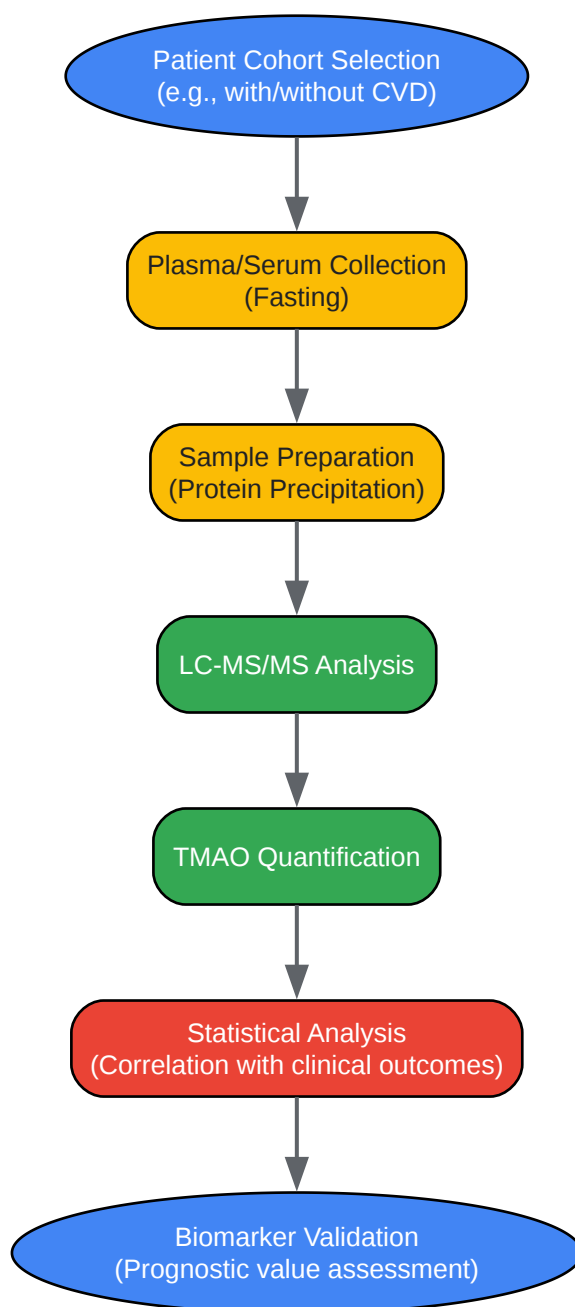 Patient Cohort Selection
(e.g., with/without CVD)
Plasma/Serum Collection
(Fasting)
Sample Preparation
(Protein Precipitation)
LC-MS/MS Analysis
TMAO Quantification
Statistical Analysis
(Correlation with clinical outcomes)
Biomarker Validation
(Prognostic value assessment)